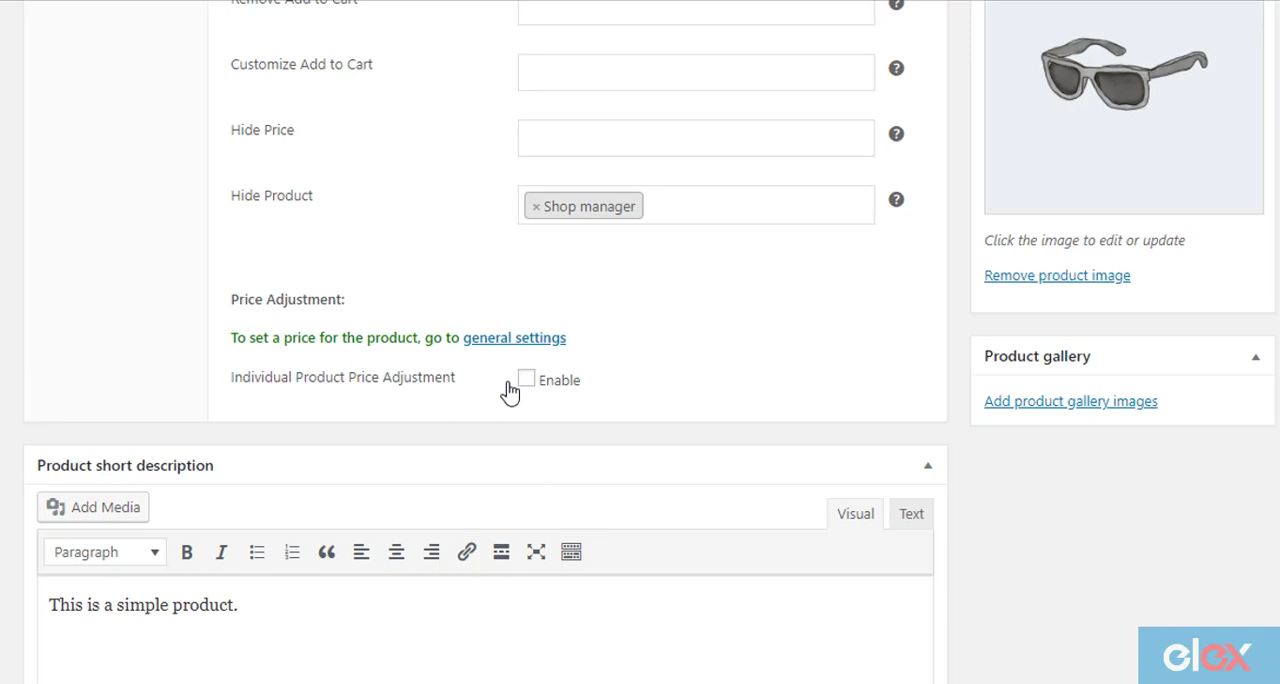 Remove Add to Cart
Customize Add to Cart
Hide Price
Hide Product
× Shop manager
Price Adjustment:
To set a price for the product, go to general settings
Individual Product Price Adjustment
Enable
Product short description
Add Media
Visual
Text
Paragraph
This is a simple product.
Click the image to edit or update
Remove product image
Product gallery
Add product gallery images
elex